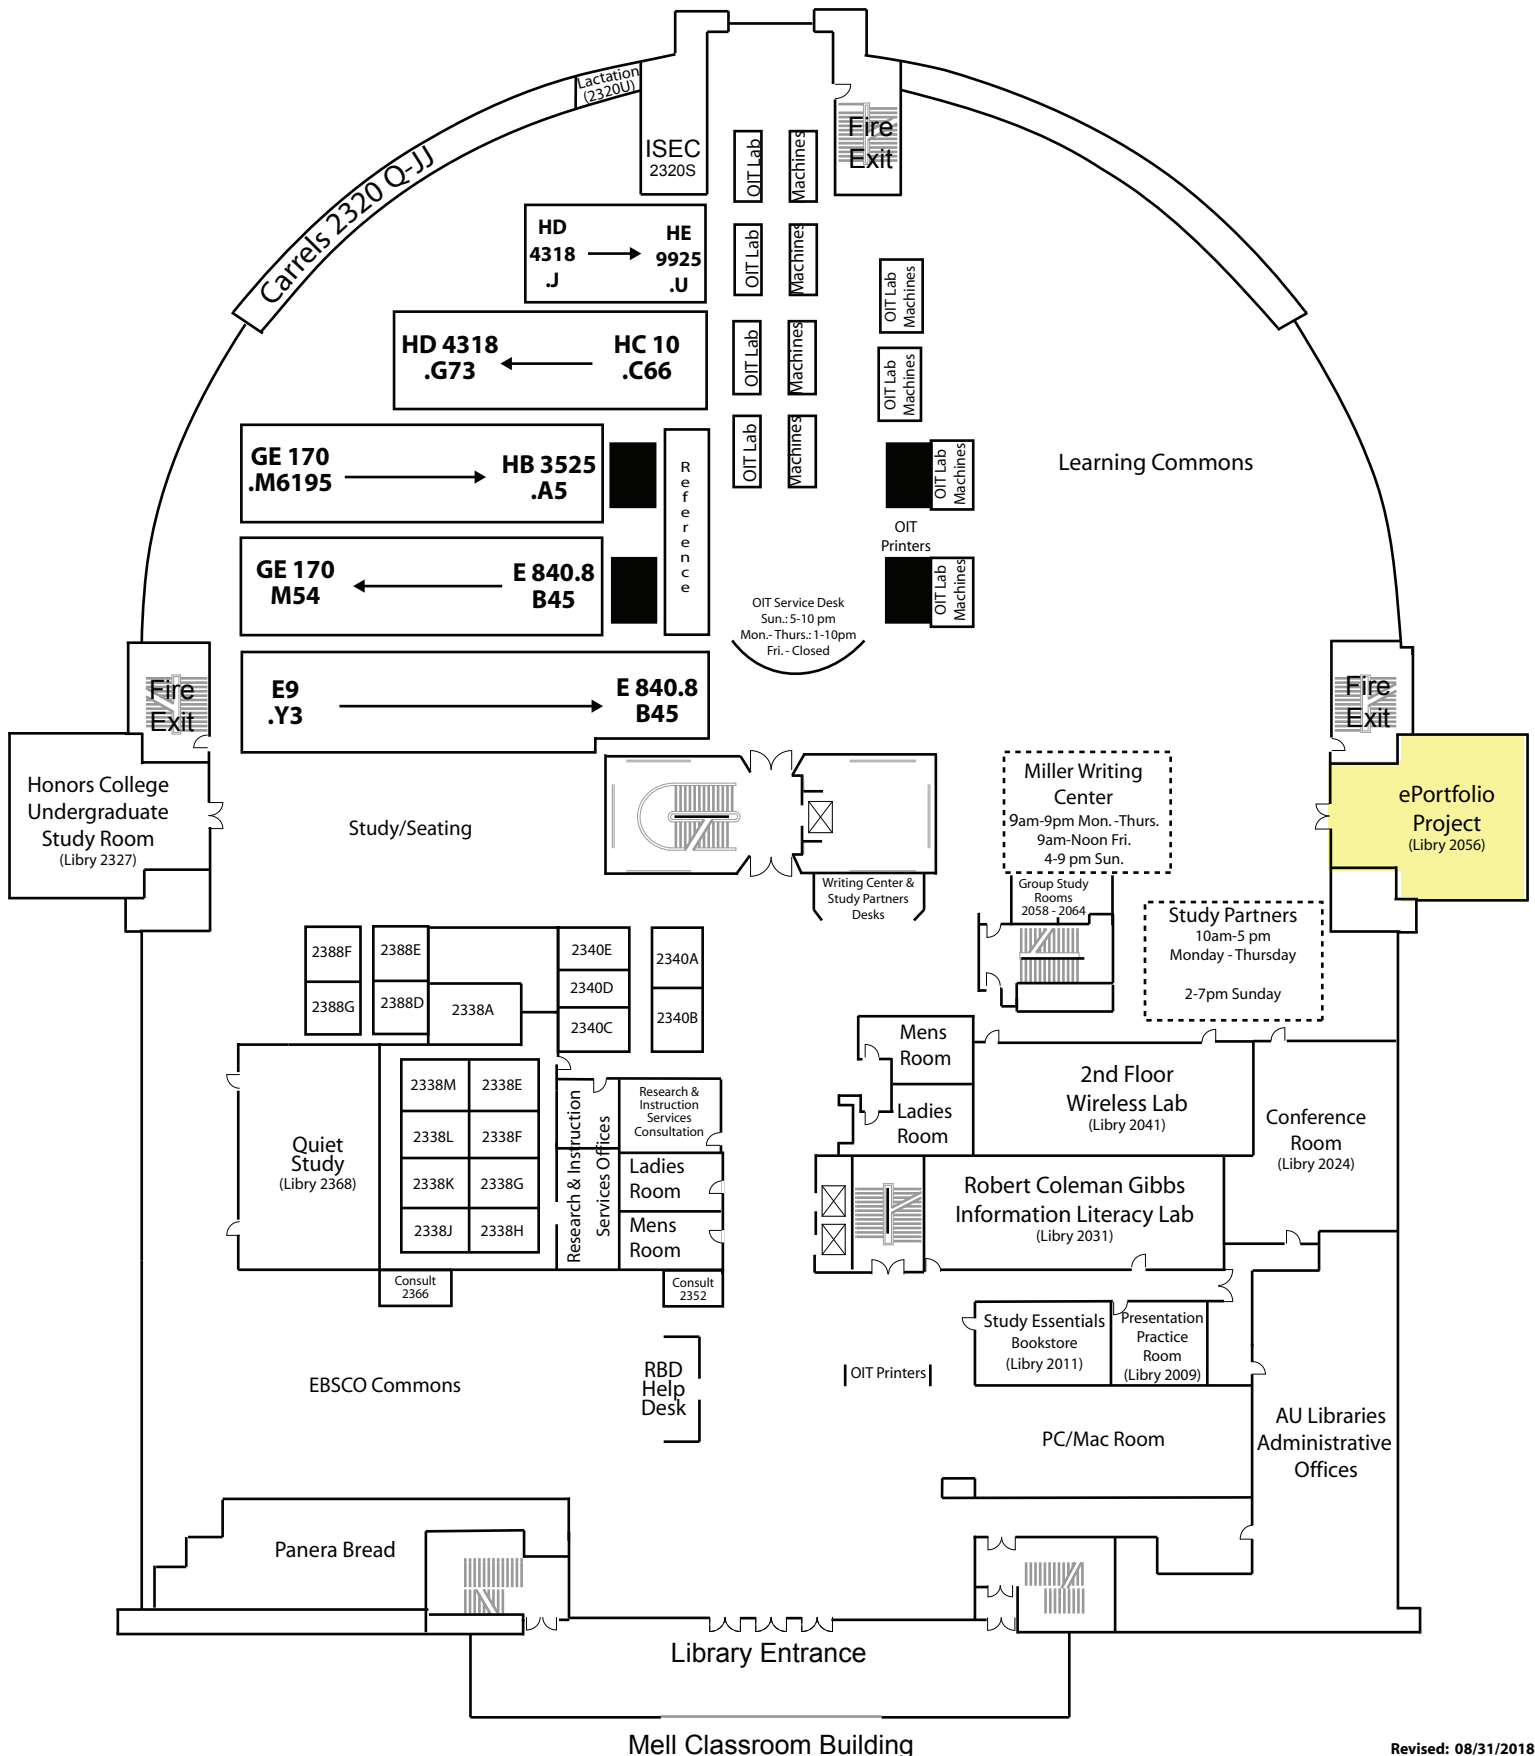 Lactation
(2320U)
Carrels 2320 Q-JJ
ISEC
2320S
Fire
Exit
OIT Lab
Machines
OIT Lab
Machines
OIT Lab
Machines
OIT Lab
Machines
OIT Lab
Machines
OIT Lab
Machines
HD
4318
.J
HE
9925
.U
HD 4318
.G73
HC 10
.C66
GE 170
.M6195
HB 3525
.A5
Reference
OIT Lab
Machines
OIT
Printers
OIT Lab
Machines
Learning Commons
GE 170
M54
E 840.8
B45
OIT Service Desk
Sun.: 5-10 pm
Mon.- Thurs.: 1-10pm
Fri. - Closed
E9
.Y3
E 840.8
B45
Fire
Exit
Fire
Exit
Honors College
Undergraduate
Study Room
(Libry 2327)
Study/Seating
Miller Writing
Center
9am-9pm Mon. -Thurs.
9am-Noon Fri.
4-9 pm Sun.
ePortfolio
Project
(Libry 2056)
Writing Center &
Study Partners
Desks
Group Study
Rooms
2058 - 2064
Study Partners
10am-5 pm
Monday - Thursday
2-7pm Sunday
2388F
2388E
2340E
2340A
2388G
2388D
2338A
2340D
2340C
2340B
Mens
Room
Ladies
Room
2nd Floor
Wireless Lab
(Libry 2041)
Conference
Room
(Libry 2024)
Quiet
Study
(Libry 2368)
2338M
2338E
2338L
2338F
2338K
2338G
2338J
2338H
Research & Instruction
Services Offices
Research &
Instruction
Services
Consultation
Ladies
Room
Mens
Room
Robert Coleman Gibbs
Information Literacy Lab
(Libry 2031)
Consult
2366
Consult
2352
Study Essentials
Bookstore
(Libry 2011)
Presentation
Practice
Room
(Libry 2009)
EBSCO Commons
RBD
Help
Desk
OIT Printers
PC/Mac Room
AU Libraries
Administrative
Offices
Panera Bread
Library Entrance
Mell Classroom Building
Revised: 08/31/2018